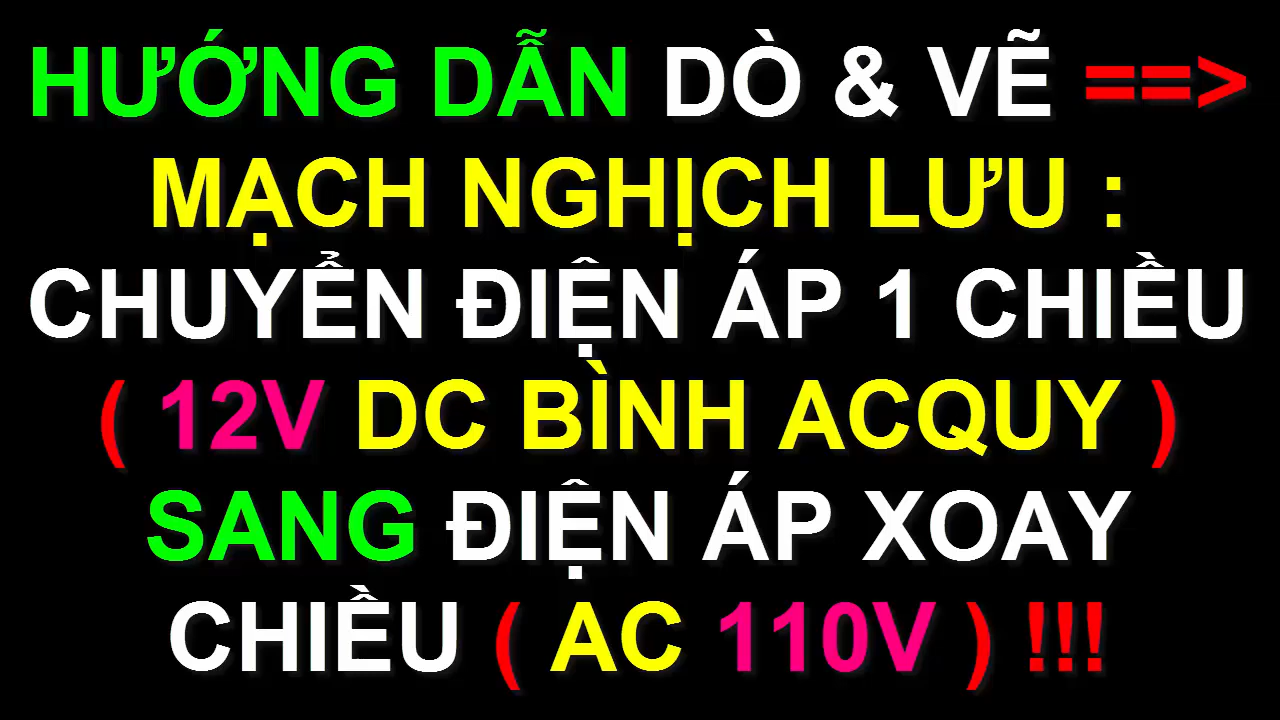 HƯỚNG DẪN DÒ & VẼ ==>
MẠCH NGHỊCH LƯU :
CHUYỂN ĐIỆN ÁP 1 CHIỀU
( 12V DC BÌNH ACQUY )
SANG ĐIỆN ÁP XOAY
CHIỀU ( AC 110V ) !!!